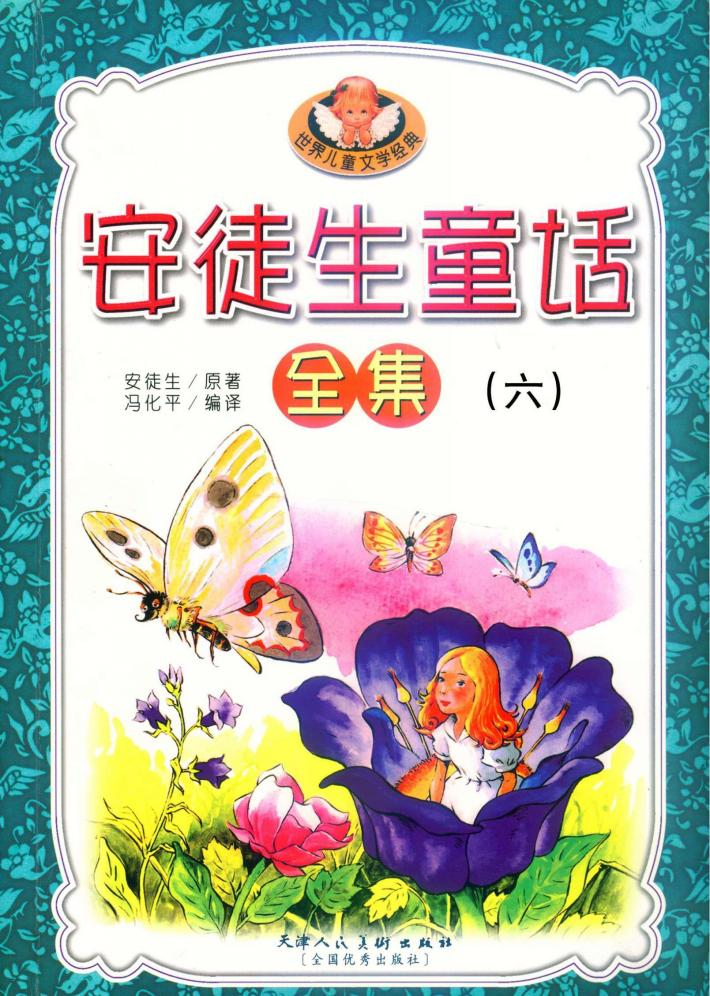 世界儿童文学经典
安徒生童话
安徒生/原著
冯化平/编译
全集
(六)
天津人民美术出版社
〔全国优秀出版社〕